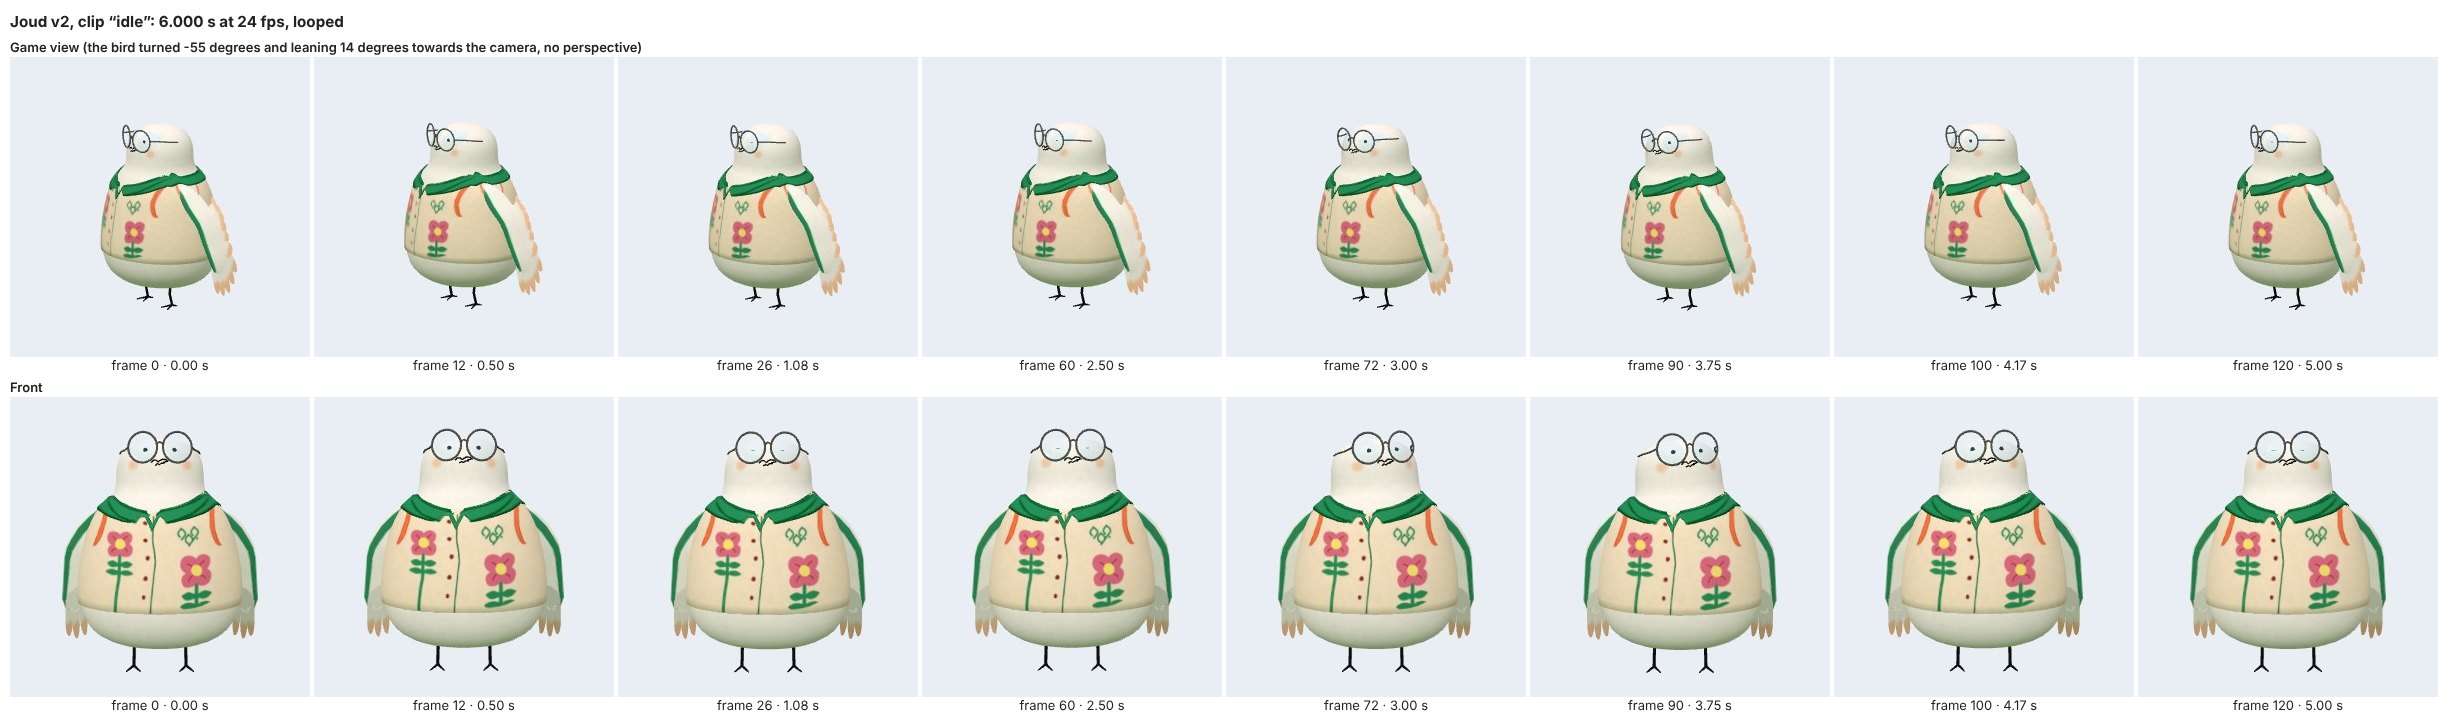 Joud v2, clip “idle”: 6.000 s at 24 fps, looped
Game view (the bird turned -55 degrees and leaning 14 degrees towards the camera, no perspective)
frame 0 · 0.00 s
frame 12 · 0.50 s
frame 26 · 1.08 s
frame 60 · 2.50 s
frame 72 · 3.00 s
frame 90 · 3.75 s
frame 100 · 4.17 s
frame 120 · 5.00 s
Front
frame 0 · 0.00 s
frame 12 · 0.50 s
frame 26 · 1.08 s
frame 60 · 2.50 s
frame 72 · 3.00 s
frame 90 · 3.75 s
frame 100 · 4.17 s
frame 120 · 5.00 s